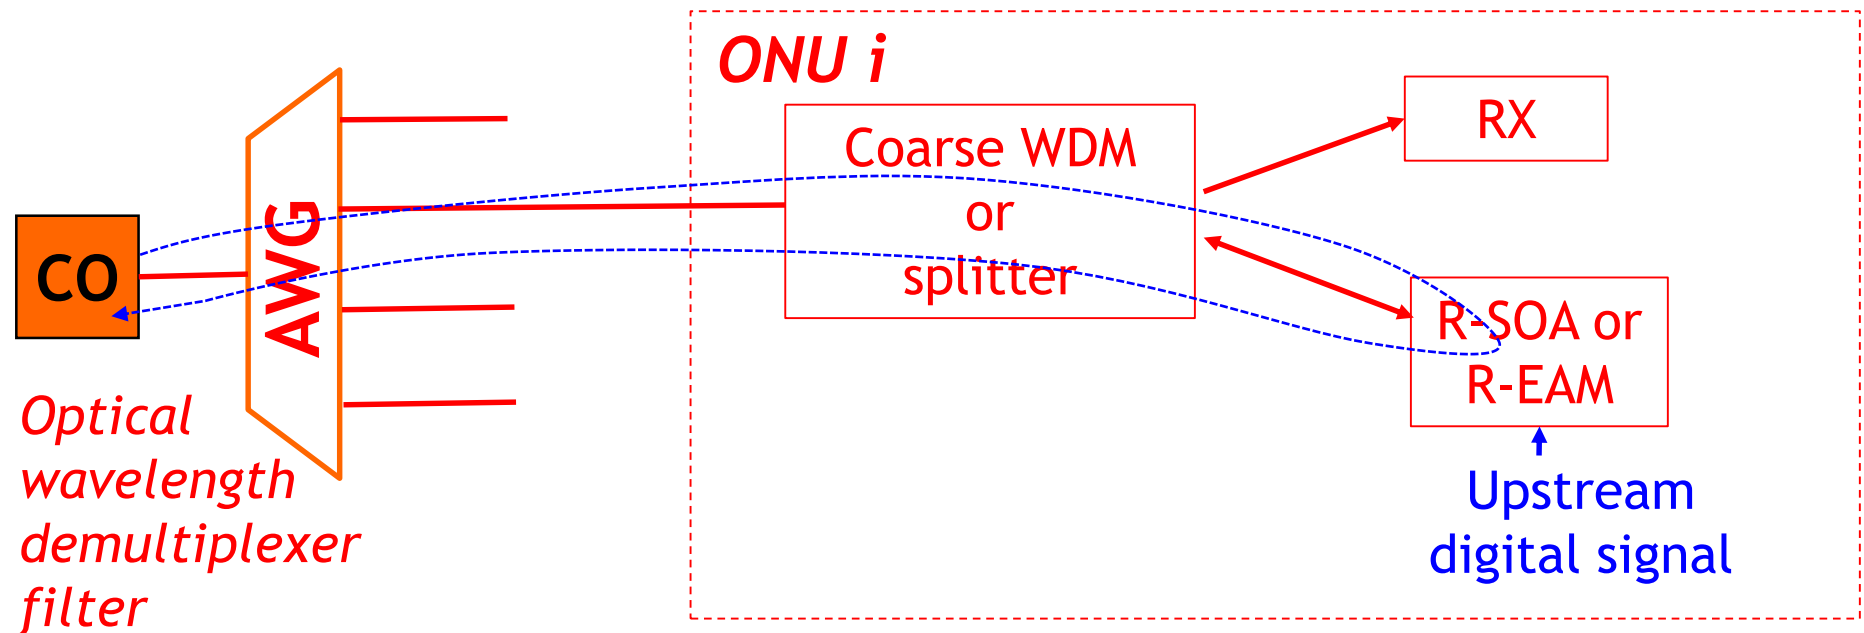 ONU i
RX
Coarse WDM
or
splitter
CO
AWG
R-SOA or
R-EAM
Optical
wavelength
demultiplexer
filter
Upstream
digital signal